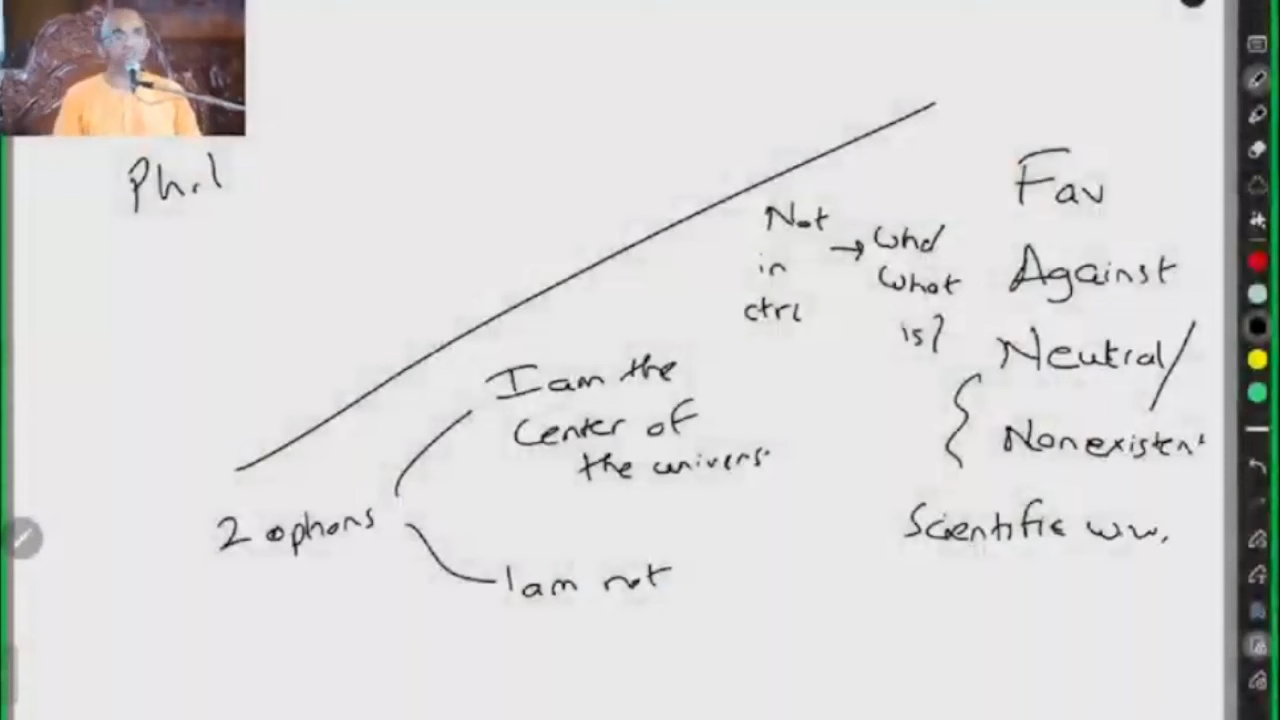 Phil
Not
in
ctrl
→ Who/
what
is?
Fav
Against
Neutral/
Nonexistent
Scientific w.w.
I am the
Center of
the univers
2 options
I am not